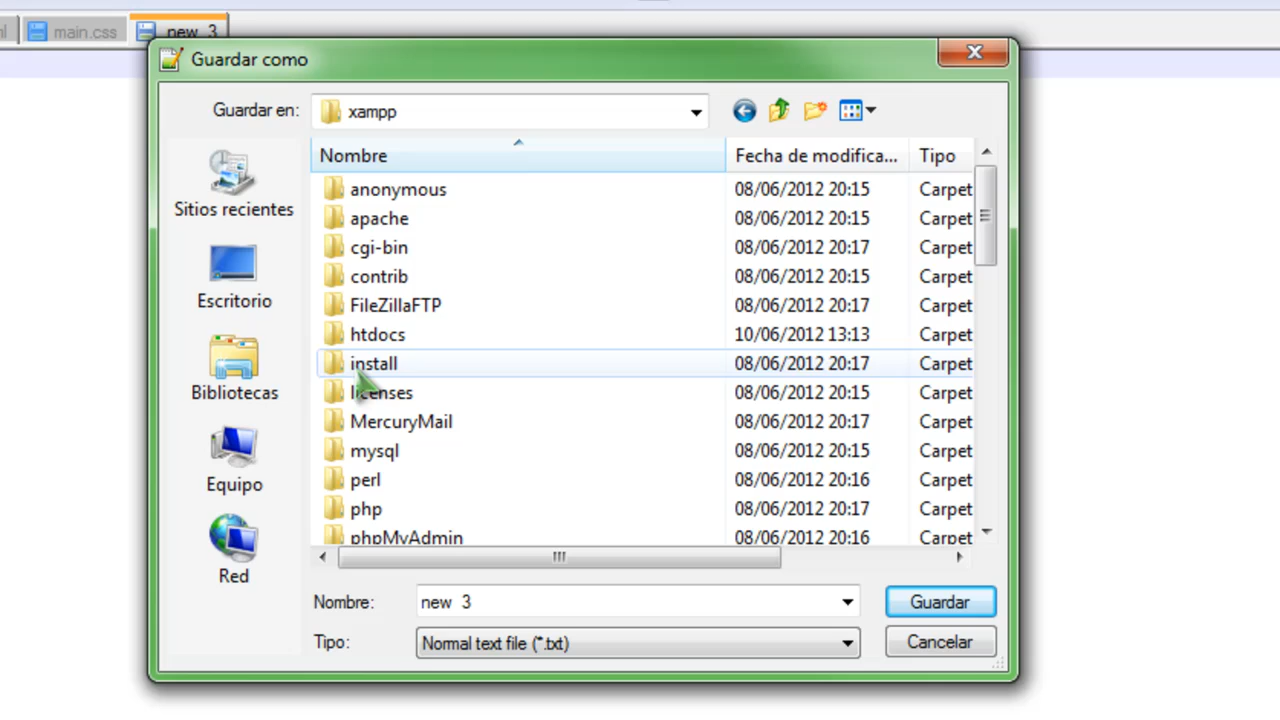 main.css
new 3
Guardar como
Guardar en:
xampp
Nombre
Fecha de modifica...
Tipo
anonymous
08/06/2012 20:15
Carpet
apache
08/06/2012 20:15
Carpet
cgi-bin
08/06/2012 20:17
Carpet
contrib
08/06/2012 20:15
Carpet
FileZillaFTP
08/06/2012 20:17
Carpet
htdocs
10/06/2012 13:13
Carpet
install
08/06/2012 20:17
Carpet
licenses
08/06/2012 20:15
Carpet
MercuryMail
08/06/2012 20:17
Carpet
mysql
08/06/2012 20:15
Carpet
perl
08/06/2012 20:16
Carpet
php
08/06/2012 20:17
Carpet
phpMyAdmin
08/06/2012 20:16
Carpet
Sitios recientes
Escritorio
Bibliotecas
Equipo
Red
Nombre:
new 3
Guardar
Tipo:
Normal text file (*.txt)
Cancelar